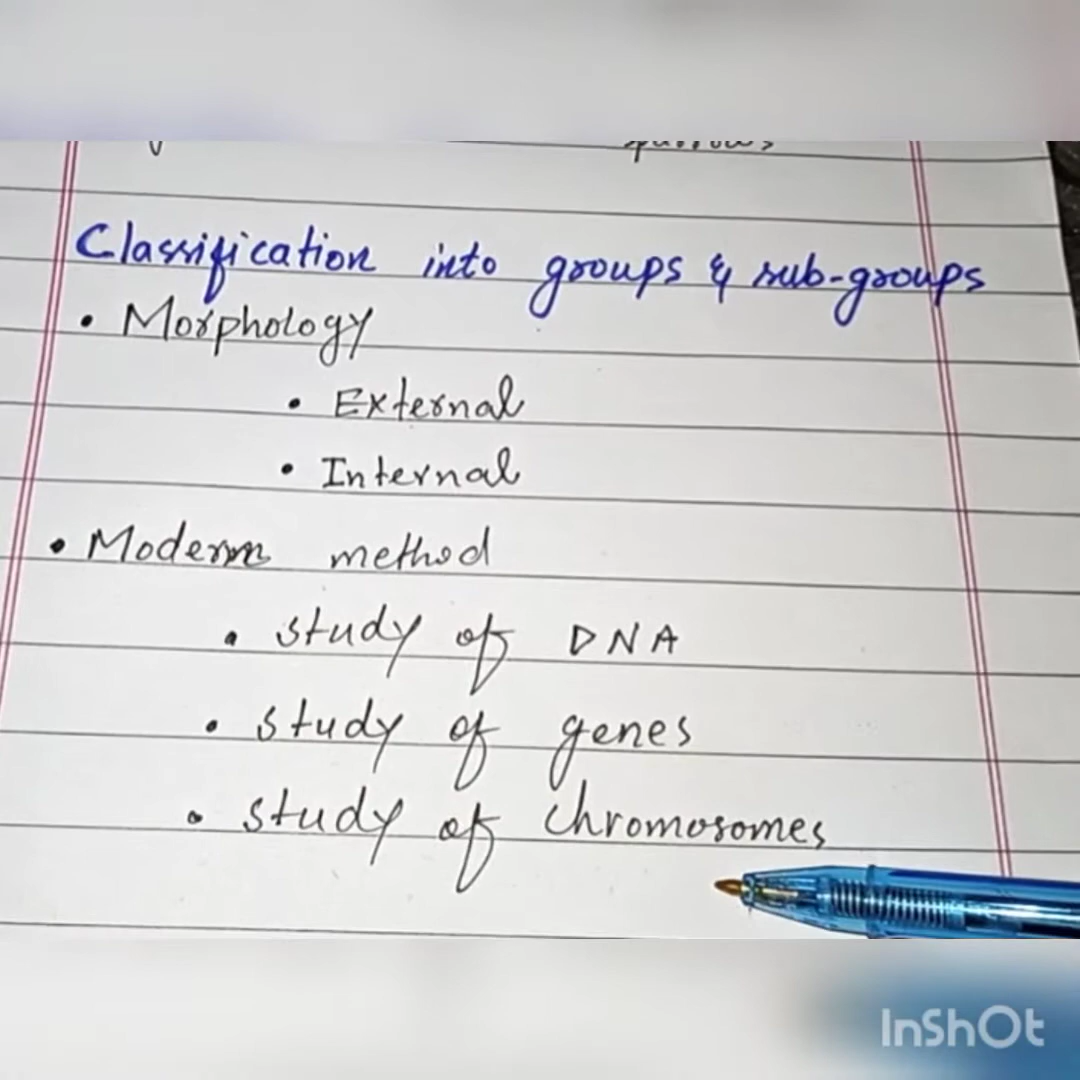 sparrows
Classification into groups & sub-groups
• Morphology
• External
• Internal
• Modern method
• study of DNA
• study of genes
• study of chromosomes
InShOt